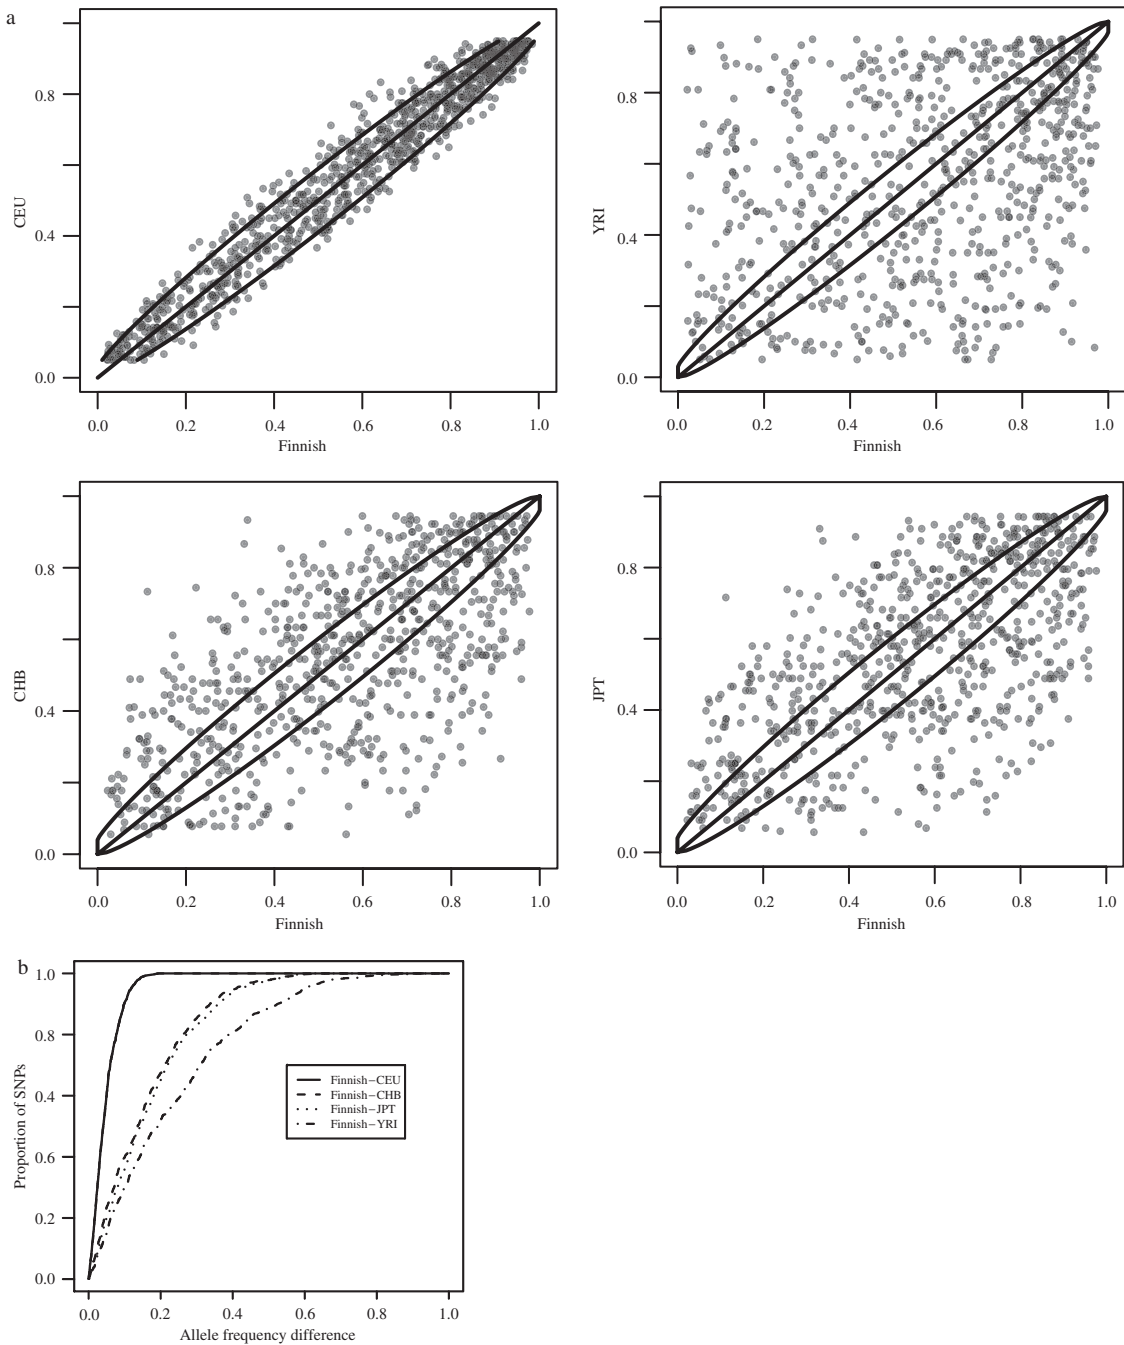 a
CEU
0.8
0.4
0.0
0.0 0.2 0.4 0.6 0.8 1.0
Finnish
YRI
0.8
0.4
0.0
0.0 0.2 0.4 0.6 0.8 1.0
Finnish
CHB
0.8
0.4
0.0
0.0 0.2 0.4 0.6 0.8 1.0
Finnish
JPT
0.8
0.4
0.0
0.0 0.2 0.4 0.6 0.8 1.0
Finnish
b
Proportion of SNPs
1.0
0.8
0.4
0.6
0.2
0.0
Finnish–CEU
Finnish–CHB
Finnish–JPT
Finnish–YRI
0.0 0.2 0.4 0.6 0.8 1.0
Allele frequency difference